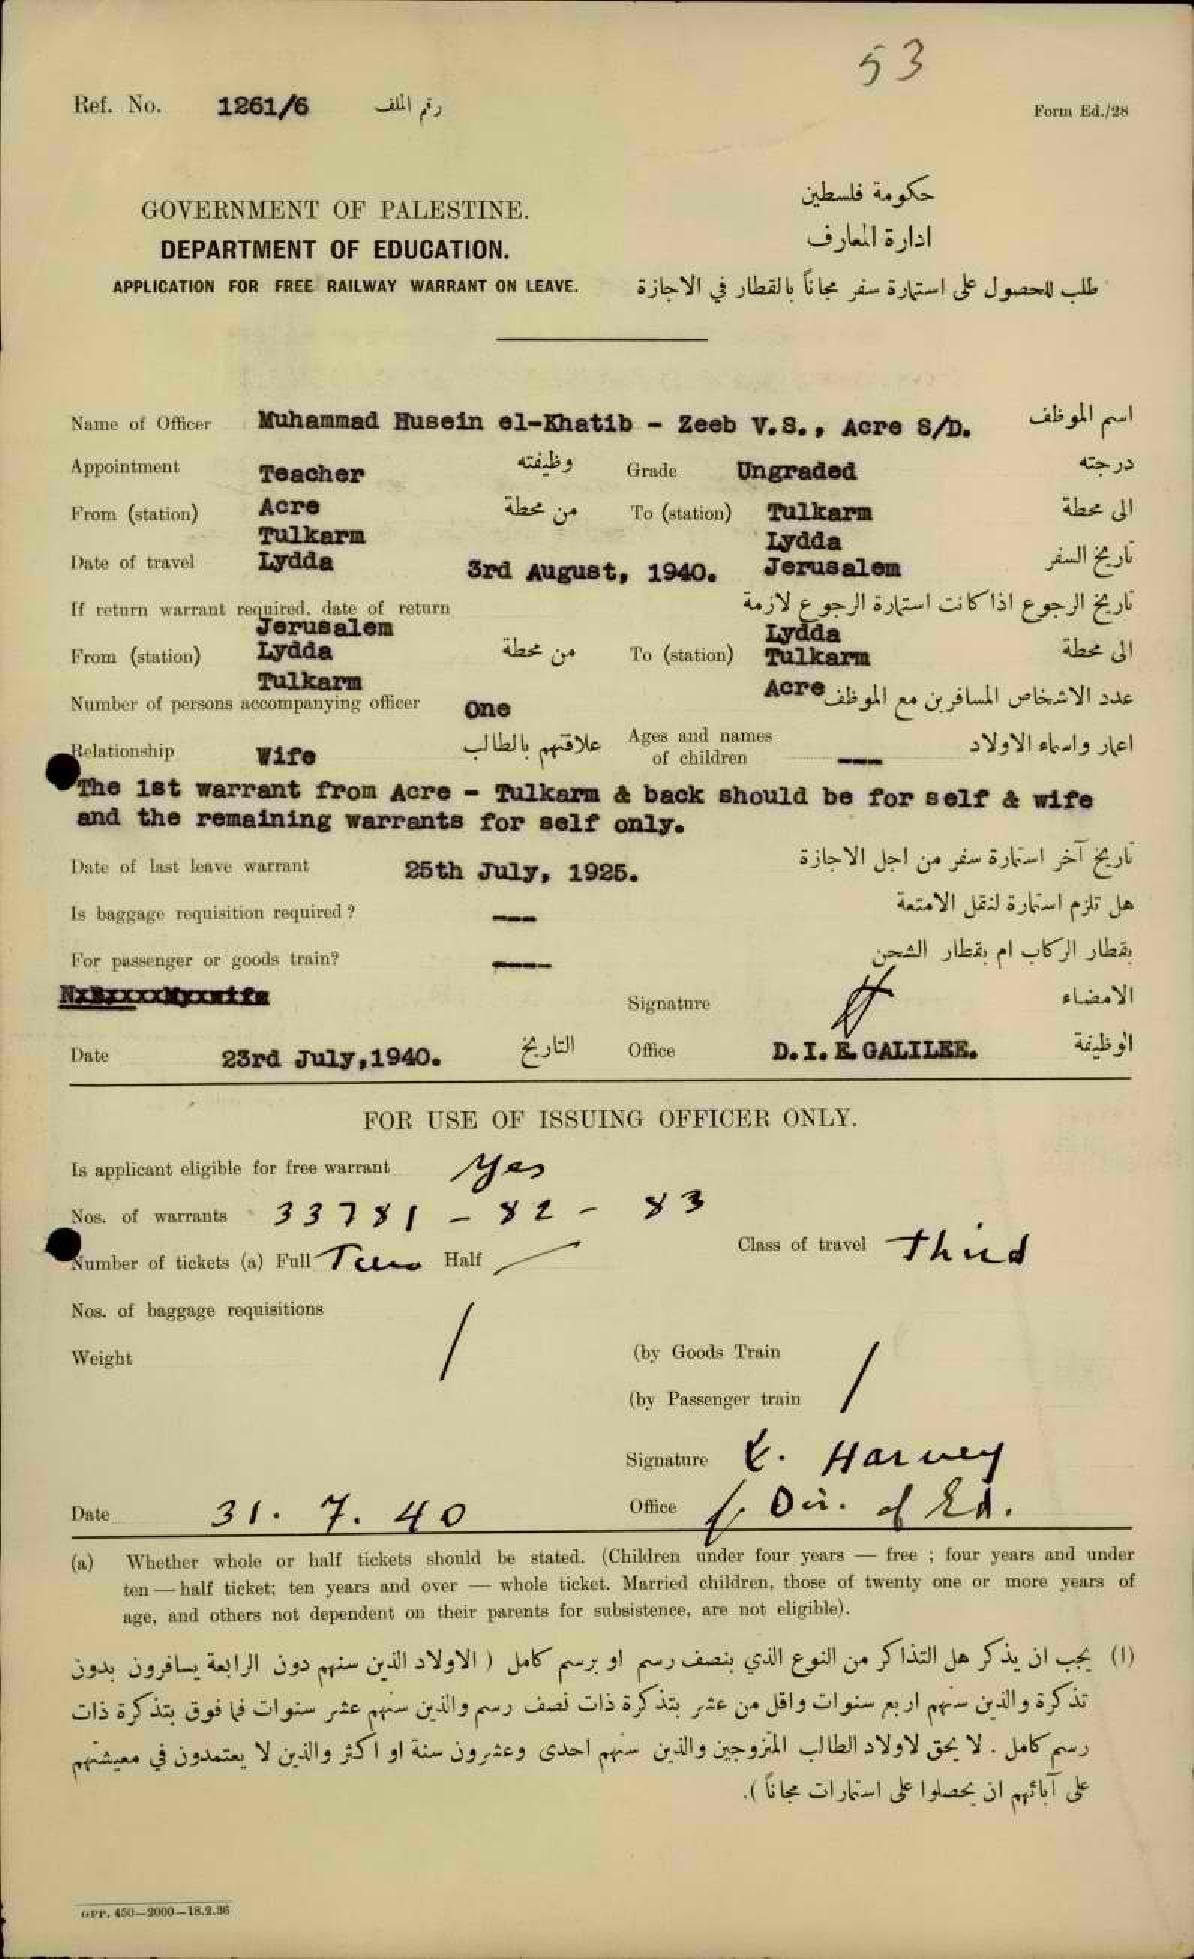 53
Ref. No. 1261/6 رقم الملف
Form Ed./28
GOVERNMENT OF PALESTINE.
حكومة فلسطين
DEPARTMENT OF EDUCATION.
ادارة المعارف
APPLICATION FOR FREE RAILWAY WARRANT ON LEAVE.
طلب للحصول على استمارة سفر مجاناً بالقطار في الاجازة
Name of Officer Muhammad Husein el-Khatib - Zeeb V.S., Acre S/D. اسم الموظف
Appointment Teacher وظيفته Grade Ungraded درجته
From (station) Acre من محطة To (station) Tulkarm الى محطة
Tulkarm Lydda
Date of travel Lydda 3rd August, 1940. Jerusalem تاريخ السفر
If return warrant required, date of return تاريخ الرجوع اذا كانت استمارة الرجوع لازمة
Jerusalem Lydda
From (station) Lydda من محطة To (station) Tulkarm الى محطة
Tulkarm Acre
Number of persons accompanying officer One عدد الاشخاص المسافرين مع الموظف
Relationship Wife علاقتهم بالطالب Ages and names of children --- اعمار واسماء الاولاد
The 1st warrant from Acre - Tulkarm & back should be for self & wife
and the remaining warrants for self only.
Date of last leave warrant 25th July, 1925. تاريخ آخر استمارة سفر من اجل الاجازة
Is baggage requisition required? --- هل تلزم استمارة لنقل الامتعة
For passenger or goods train? ---- بقطار الركاب ام بقطار الشحن
Signature الامضاء
Date 23rd July,1940. التاريخ Office D.I.E.GALILEE. الوظيفة
FOR USE OF ISSUING OFFICER ONLY.
Is applicant eligible for free warrant yes
Nos. of warrants 33781 - 82 - 83
Number of tickets (a) Full Two Half Class of travel Third
Nos. of baggage requisitions
Weight (by Goods Train
(by Passenger train
Signature Harvey
Date 31. 7. 40 Office f. Dir. of Ed.
(a) Whether whole or half tickets should be stated. (Children under four years — free ; four years and under
ten — half ticket; ten years and over — whole ticket. Married children, those of twenty one or more years of
age, and others not dependent on their parents for subsistence, are not eligible).
(ا) يجب ان يذكر هل التذاكر من النوع الذي بنصف رسم او برسم كامل ( الاولاد الذين سنهم دون الرابعة يسافرون بدون
تذكرة والذين سنهم اربع سنوات واقل من عشر بتذكرة ذات نصف رسم والذين سنهم عشر سنوات فما فوق بتذكرة ذات
رسم كامل . لا يحق لاولاد الطالب المتزوجين والذين سنهم احدى وعشرون سنة او اكثر والذين لا يعتمدون في معيشتهم
على آبائهم ان يحصلوا على استمارات مجاناً ).
GPP. 450—2000—18.2.36